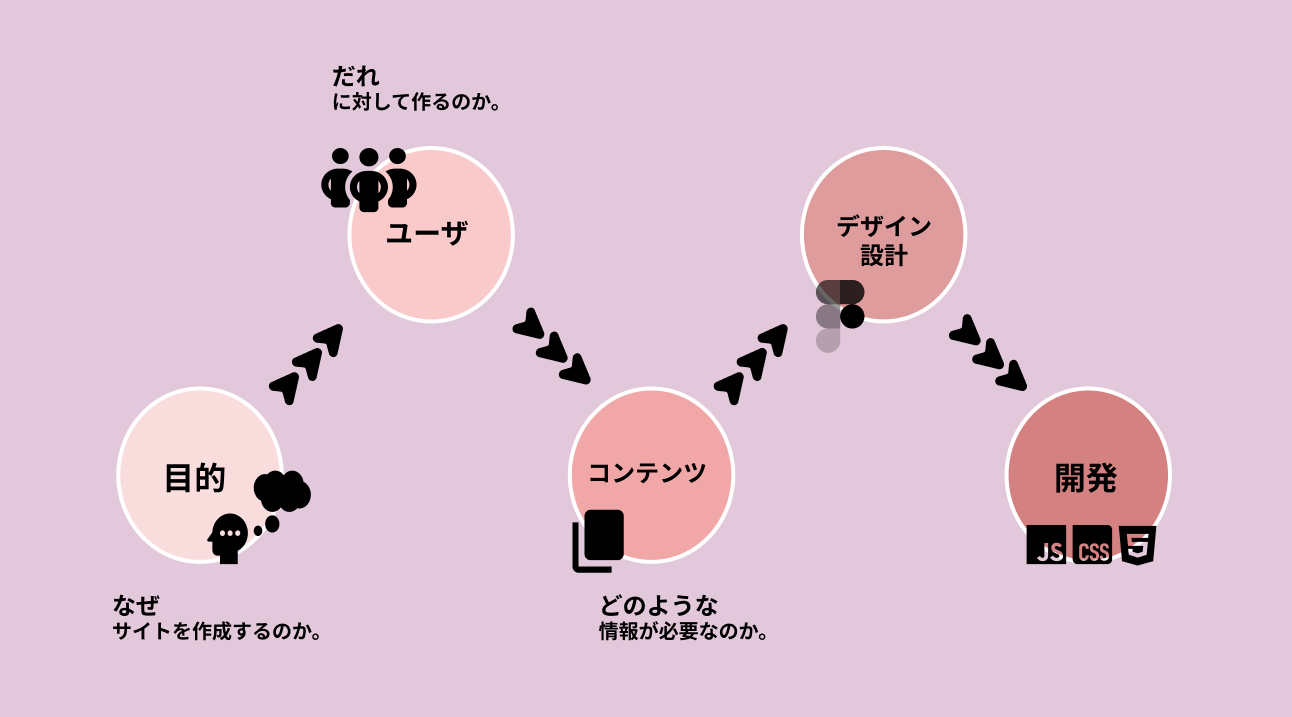 だれ
に対して作るのか。
ユーザ
デザイン
設計
目的
コンテンツ
開発
JS
CSS
5
なぜ
サイトを作成するのか。
どのような
情報が必要なのか。